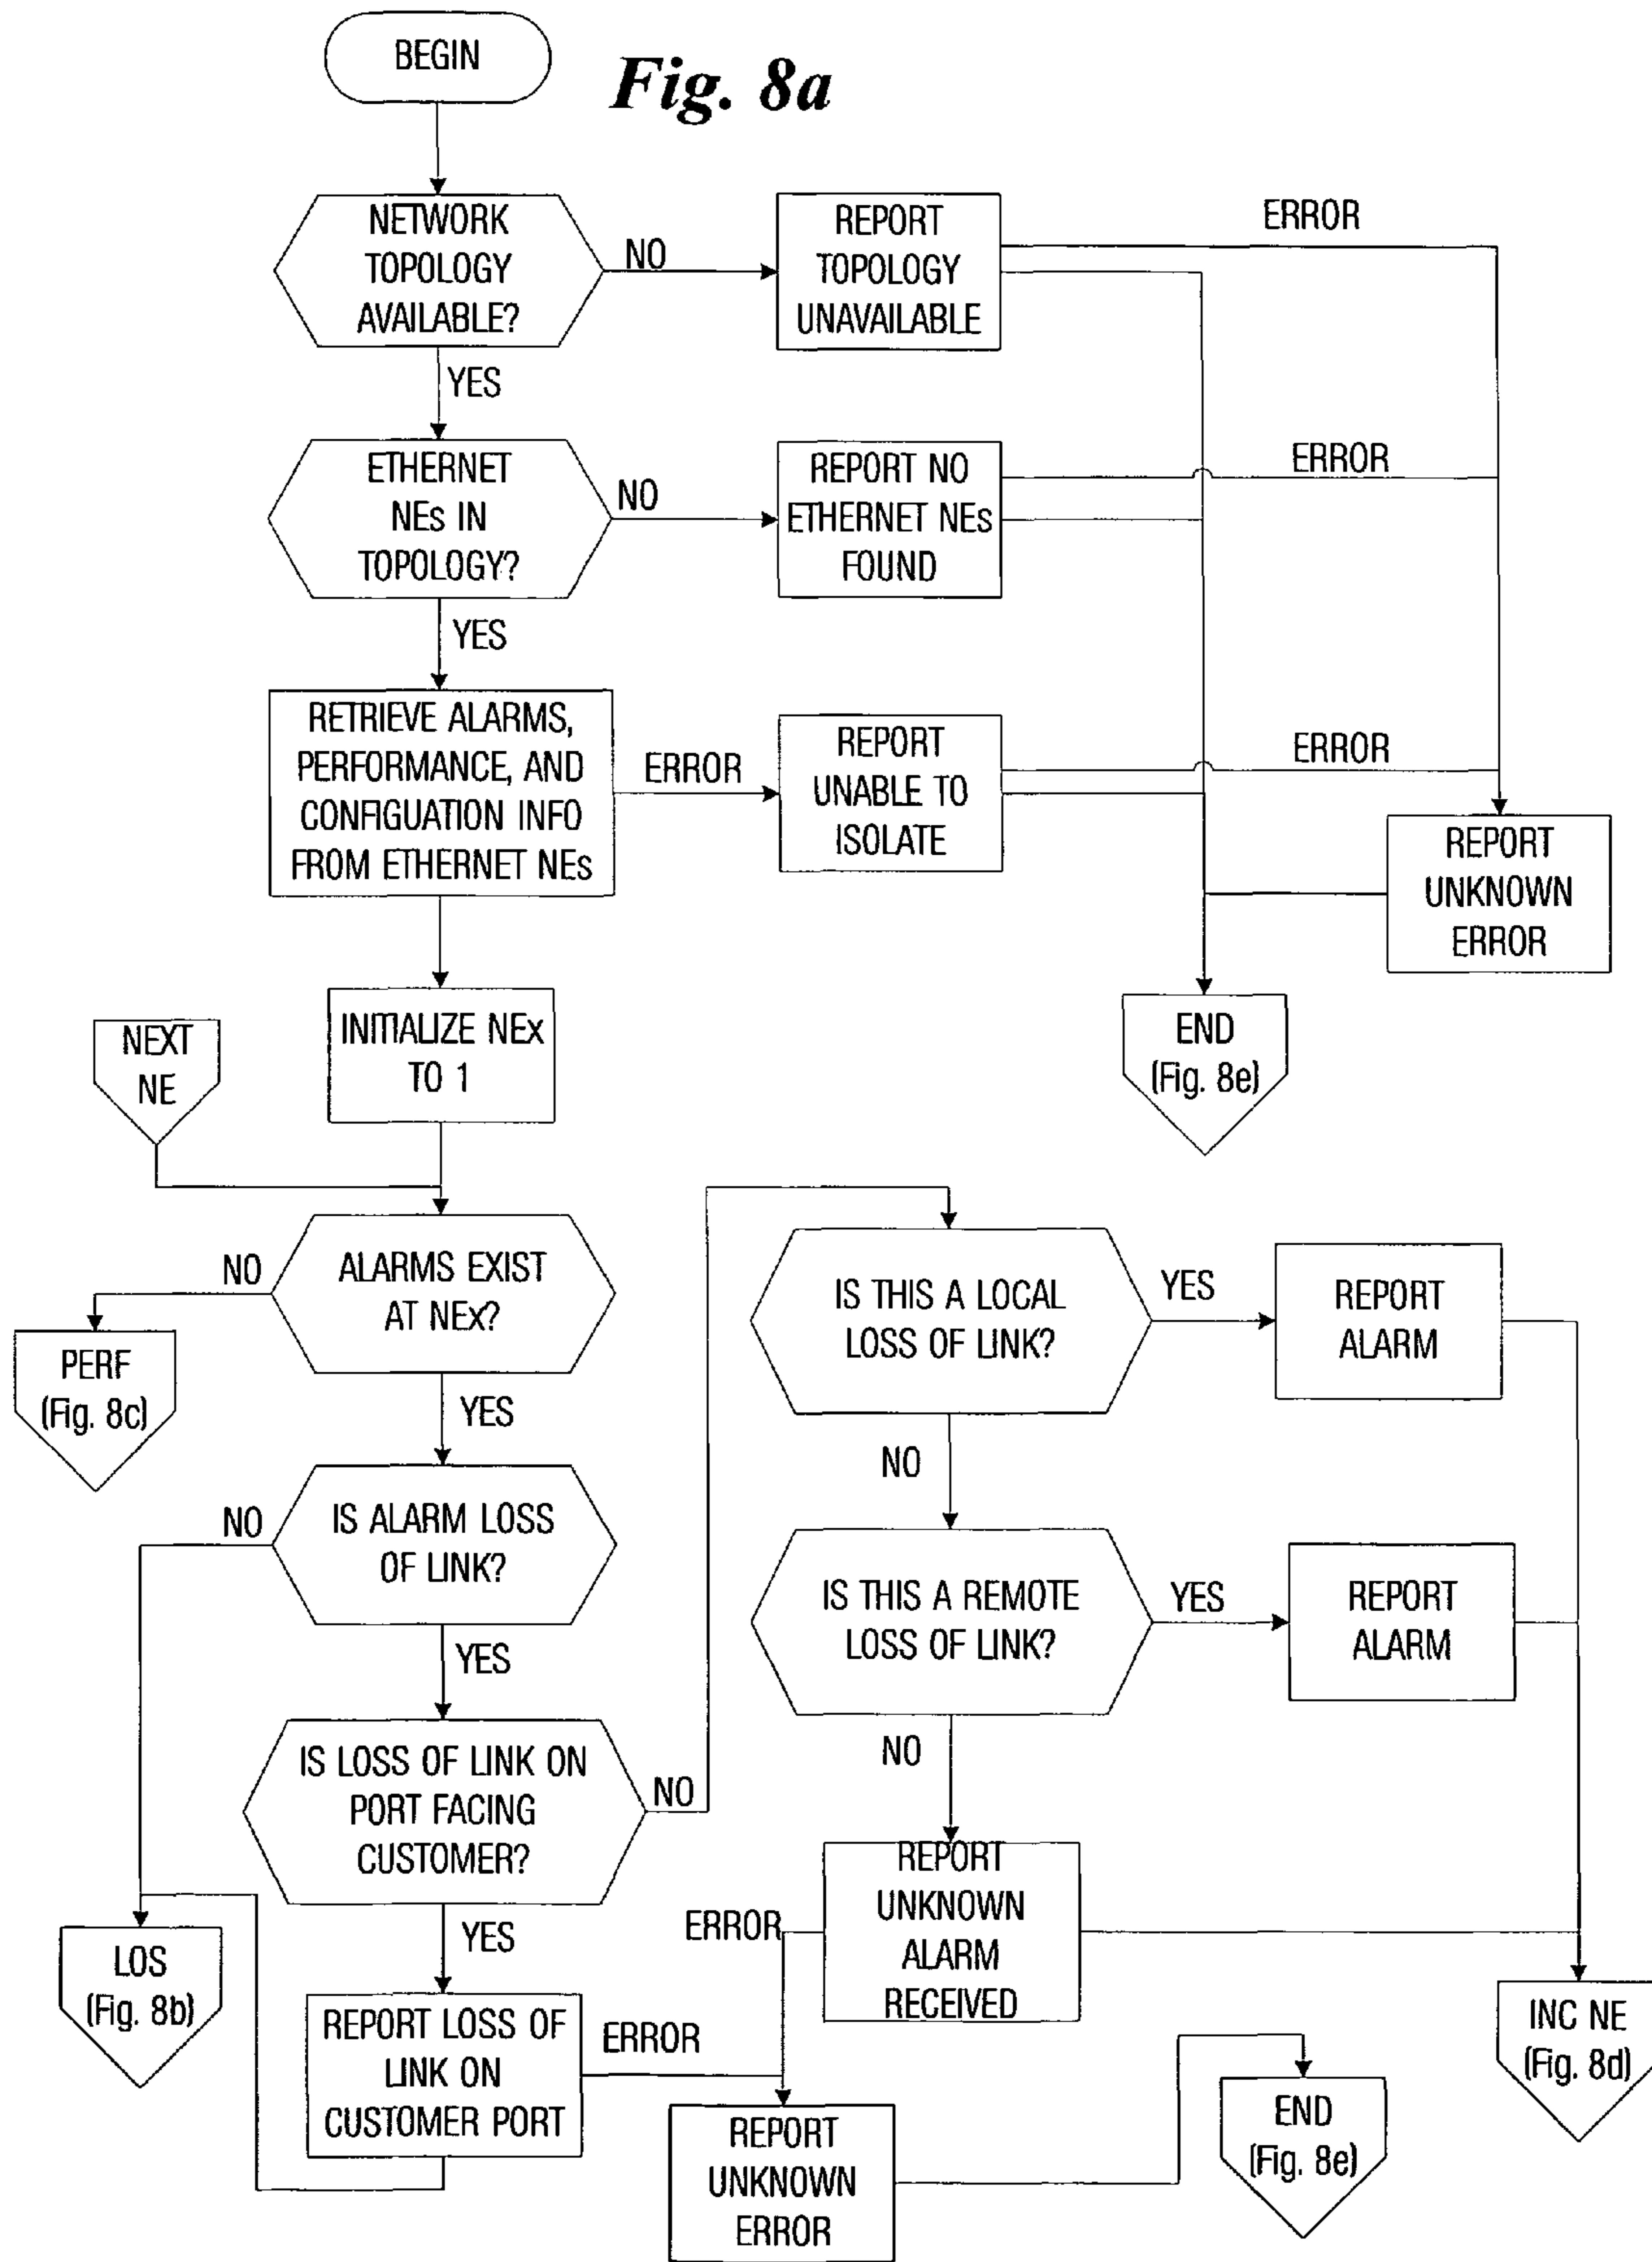 BEGIN
Fig. 8a
NETWORK
TOPOLOGY
AVAILABLE?
NO
REPORT
TOPOLOGY
UNAVAILABLE
ERROR
YES
ETHERNET
NEs IN
TOPOLOGY?
NO
REPORT NO
ETHERNET NEs
FOUND
ERROR
YES
RETRIEVE ALARMS,
PERFORMANCE, AND
CONFIGUATION INFO
FROM ETHERNET NEs
ERROR
REPORT
UNABLE TO
ISOLATE
ERROR
REPORT
UNKNOWN
ERROR
END
(Fig. 8e)
INITIALIZE NEx
TO 1
NEXT
NE
ALARMS EXIST
AT NEx?
NO
PERF
(Fig. 8c)
YES
IS ALARM LOSS
OF LINK?
NO
YES
IS LOSS OF LINK ON
PORT FACING
CUSTOMER?
NO
YES
LOS
(Fig. 8b)
REPORT LOSS OF
LINK ON
CUSTOMER PORT
ERROR
IS THIS A LOCAL
LOSS OF LINK?
YES
REPORT
ALARM
NO
IS THIS A REMOTE
LOSS OF LINK?
YES
REPORT
ALARM
NO
REPORT
UNKNOWN
ALARM
RECEIVED
ERROR
REPORT
UNKNOWN
ERROR
END
(Fig. 8e)
INC NE
(Fig. 8d)